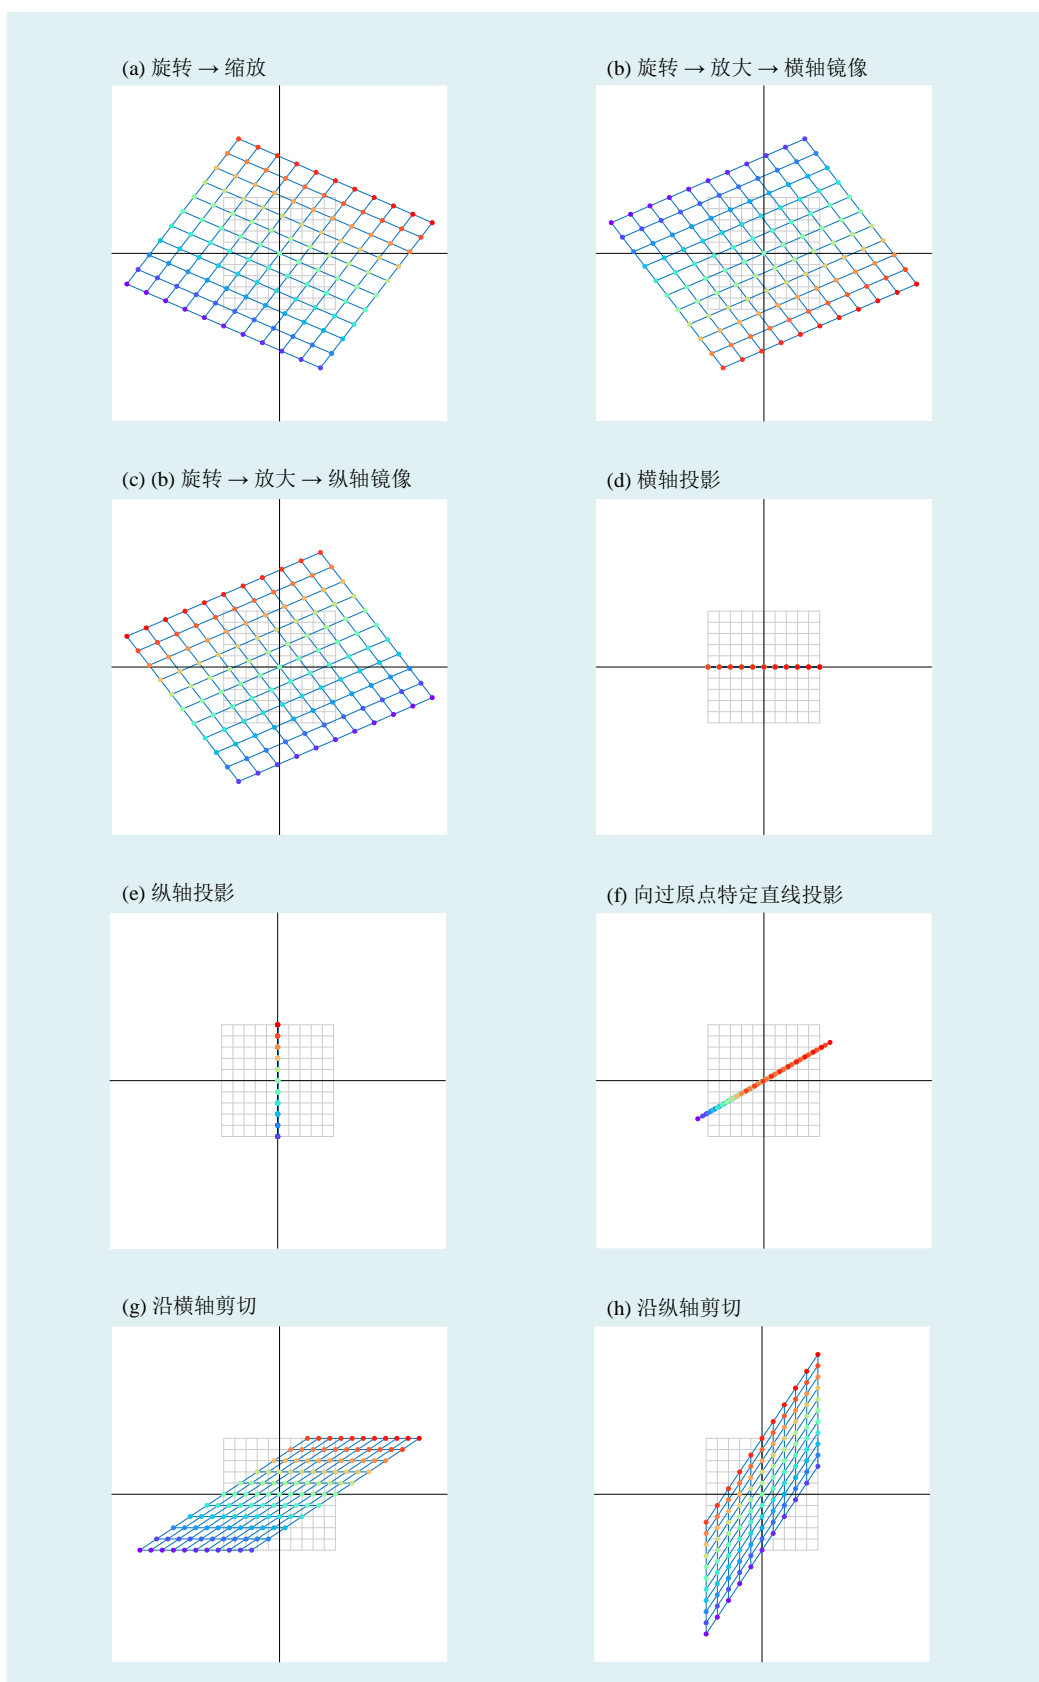 (a) 旋转 → 缩放
(b) 旋转 → 放大 → 横轴镜像
(c) (b) 旋转 → 放大 → 纵轴镜像
(d) 横轴投影
(e) 纵轴投影
(f) 向过原点特定直线投影
(g) 沿横轴剪切
(h) 沿纵轴剪切